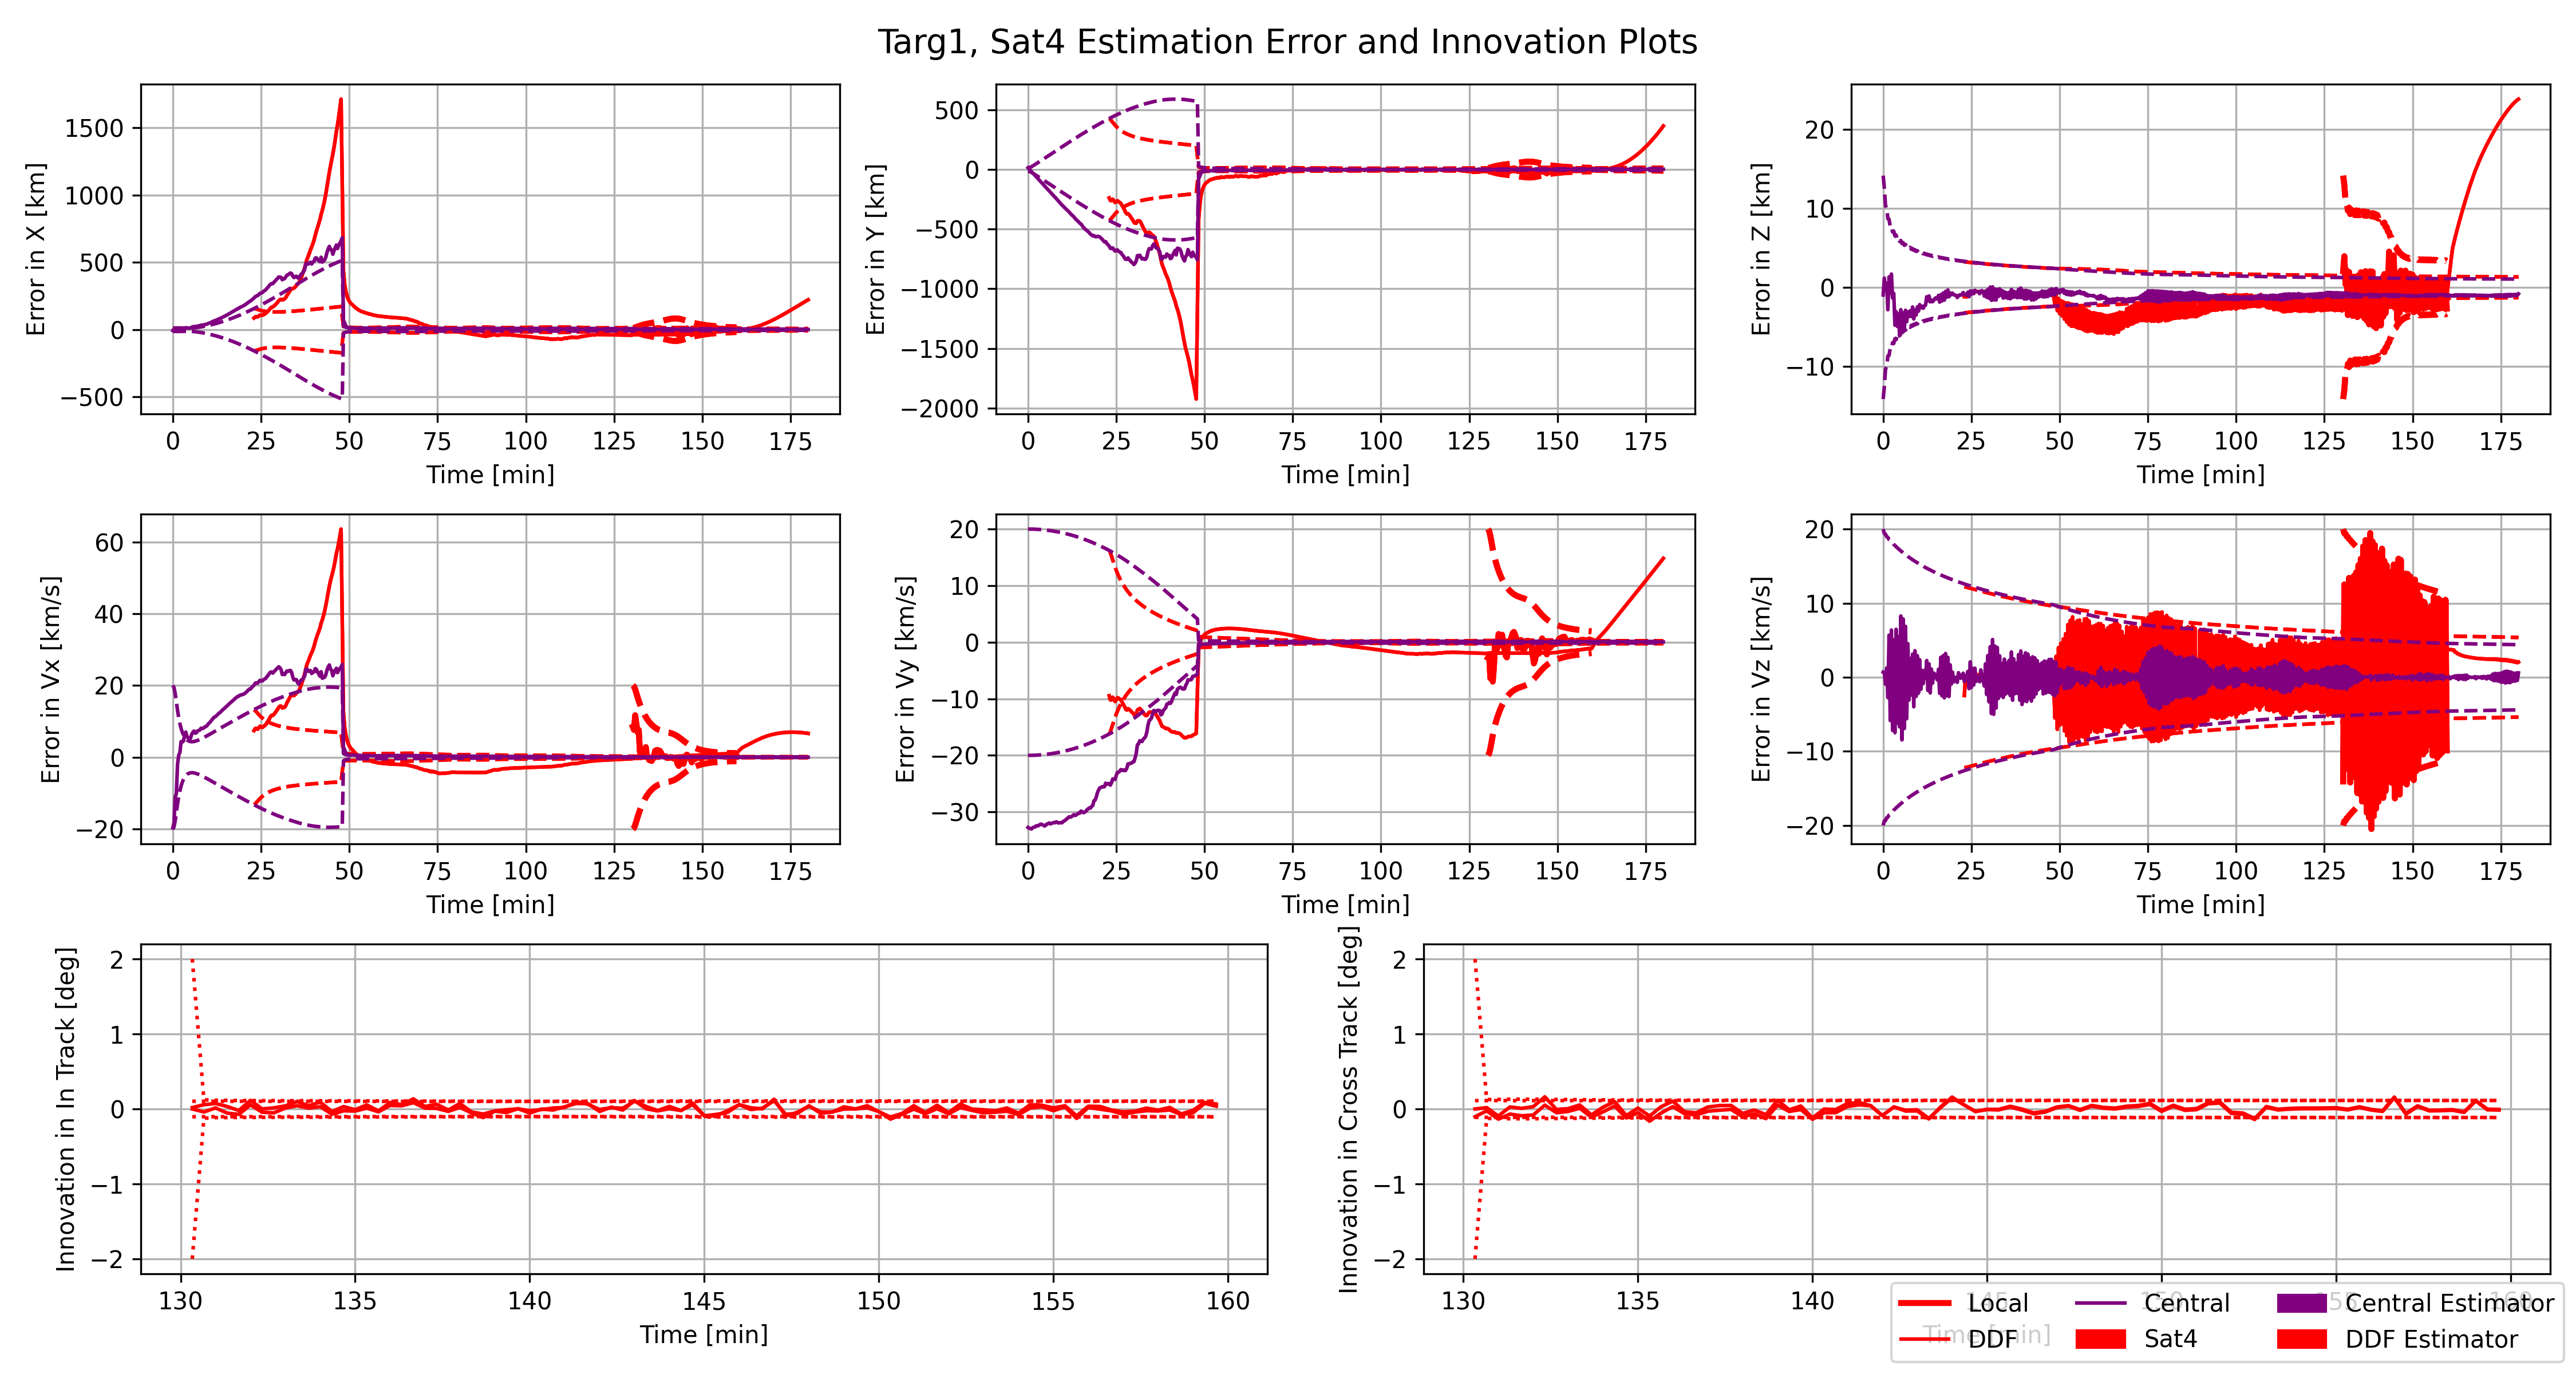 Targ1, Sat4 Estimation Error and Innovation Plots
Error in X [km]
1500
1000
500
0
−500
0 25 50 75 100 125 150 175
Time [min]
Error in Y [km]
500
0
−500
−1000
−1500
−2000
0 25 50 75 100 125 150 175
Time [min]
Error in Z [km]
20
10
0
−10
0 25 50 75 100 125 150 175
Time [min]
Error in Vx [km/s]
60
40
20
0
−20
0 25 50 75 100 125 150 175
Time [min]
Error in Vy [km/s]
20
10
0
−10
−20
−30
0 25 50 75 100 125 150 175
Time [min]
Error in Vz [km/s]
20
10
0
−10
−20
0 25 50 75 100 125 150 175
Time [min]
Innovation in In Track [deg]
2
1
0
−1
−2
130 135 140 145 150 155 160
Time [min]
Innovation in Cross Track [deg]
2
1
0
−1
−2
130 135 140 145 150 155 160
Time [min]
Local Central Central Estimator
DDF Sat4 DDF Estimator